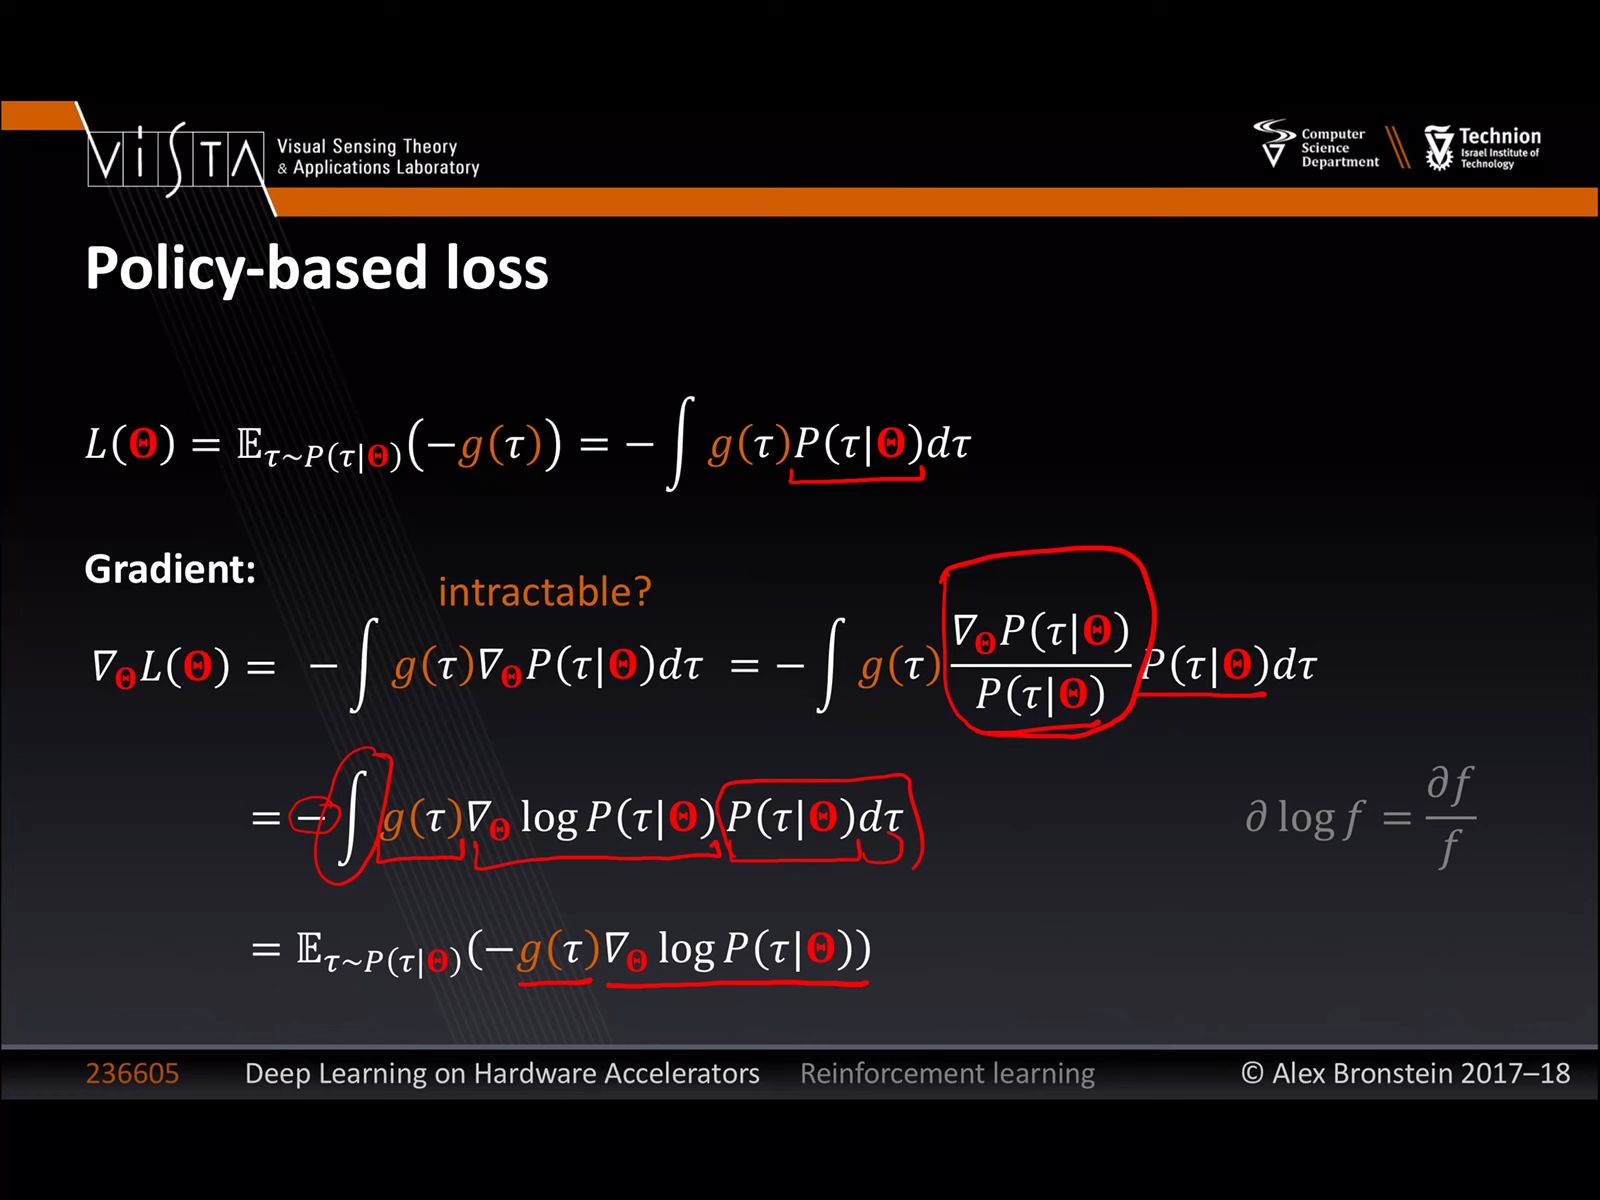 ViSTA
Visual Sensing Theory
& Applications Laboratory
Computer
Science
Department
Technion
Israel Institute of
Technology
Policy-based loss
L(Θ) = 𝔼_{τ~P(τ|Θ)}(−g(τ)) = −∫ g(τ)P(τ|Θ)dτ
Gradient:
intractable?
∇_Θ L(Θ) = −∫ g(τ)∇_Θ P(τ|Θ)dτ = −∫ g(τ) ∇_Θ P(τ|Θ) / P(τ|Θ) P(τ|Θ)dτ
= −∫ g(τ)∇_Θ log P(τ|Θ) P(τ|Θ)dτ
∂ log f = ∂f / f
= 𝔼_{τ~P(τ|Θ)}(−g(τ)∇_Θ log P(τ|Θ))
236605 Deep Learning on Hardware Accelerators Reinforcement learning © Alex Bronstein 2017–18